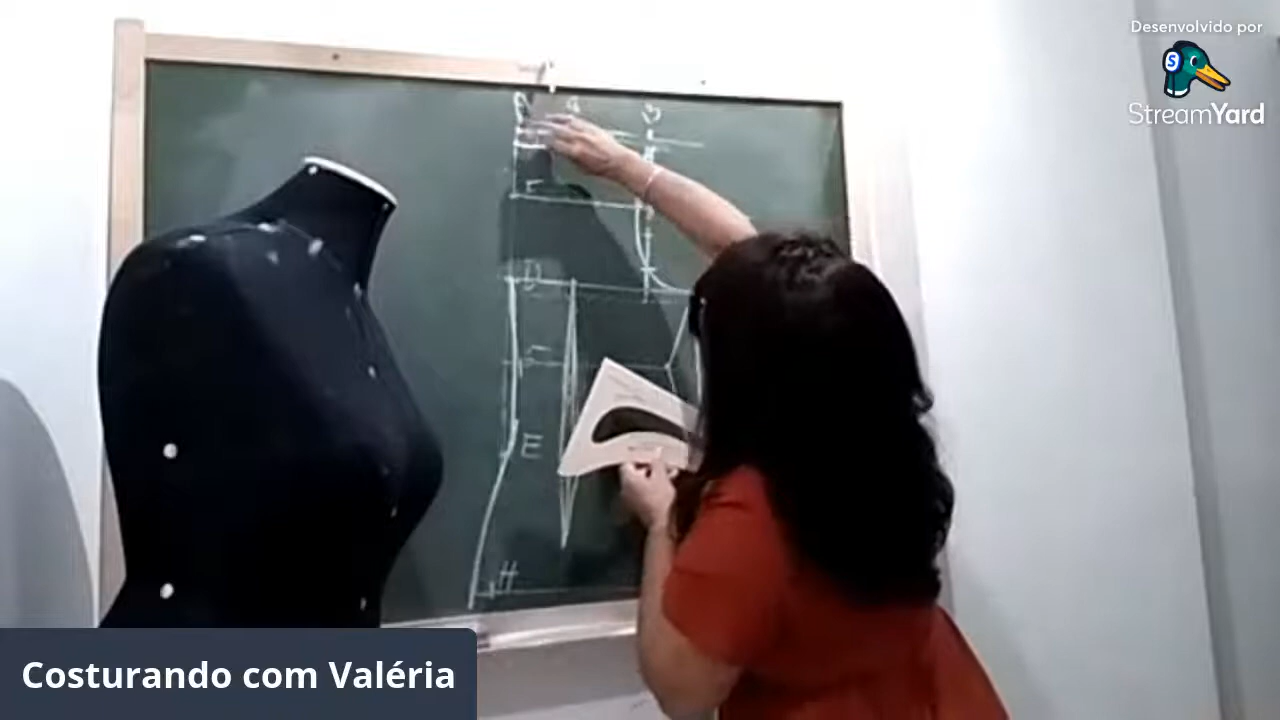 Desenvolvido por
StreamYard
D
E
H
Costurando com Valéria